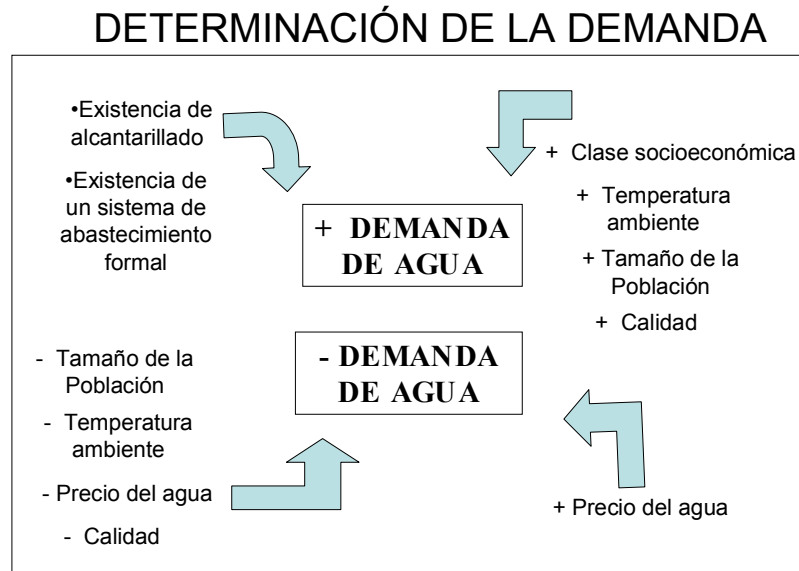 DETERMINACIÓN DE LA DEMANDA
•Existencia de
alcantarillado
•Existencia de
un sistema de
abastecimiento
formal
+ Clase socioeconómica
+ Temperatura
ambiente
+ Tamaño de la
Población
+ Calidad
+ DEMANDA
DE AGUA
- DEMANDA
DE AGUA
- Tamaño de la
Población
- Temperatura
ambiente
- Precio del agua
- Calidad
+ Precio del agua